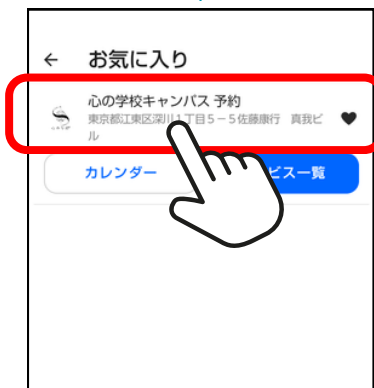 ← お気に入り
心の学校キャンバス 予約
東京都江東区深川1丁目5-5佐藤康行 真我ビ
ル
カレンダー
ビス一覧